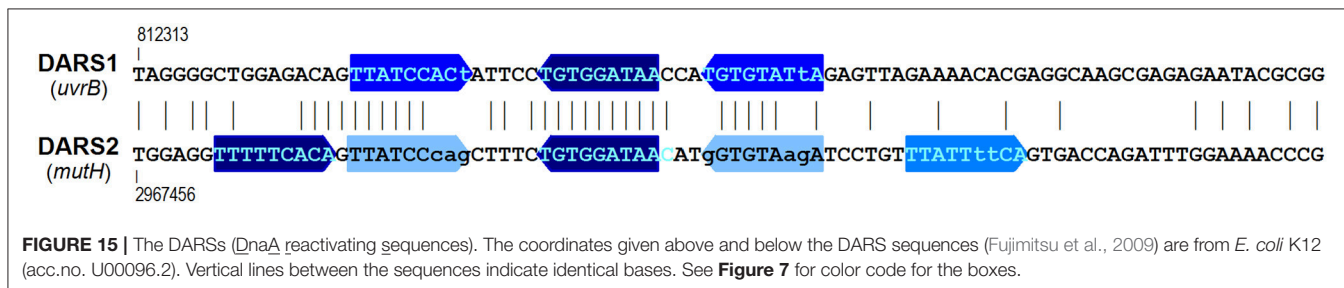 812313
DARS1 TAGGGGCTGGAGACAGTTATCCACtATTCCTGTGGATAACCATGTGTATtAGAGTTAGAAAACACGAGGCAAGCGAGAGAATACGCGG
(uvrB)
DARS2 TGGAGGTTTTTCACAGTTATCCcagCTTTCTGTGGATAACCATgGTGTAagATCCTGTTTATTttCAGTGACCAGATTTGGAAAACCCG
(mutH)
2967456
FIGURE 15 | The DARSs (DnaA reactivating sequences). The coordinates given above and below the DARS sequences (Fujimitsu et al., 2009) are from E. coli K12
(acc.no. U00096.2). Vertical lines between the sequences indicate identical bases. See Figure 7 for color code for the boxes.